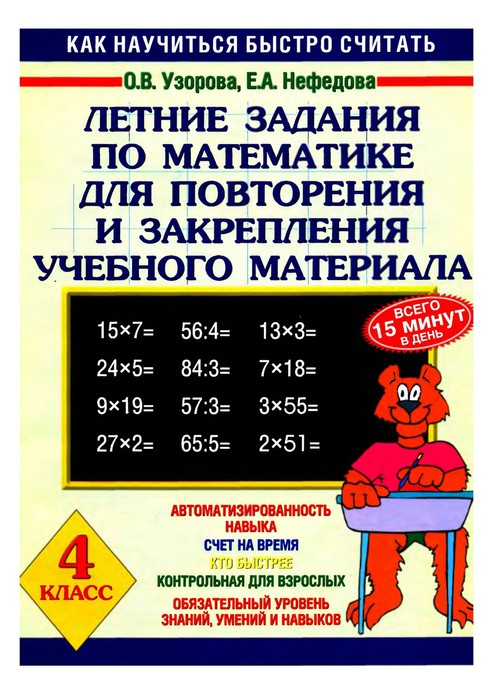 КАК НАУЧИТЬСЯ БЫСТРО СЧИТАТЬ
О.В. Узорова, Е.А. Нефедова
ЛЕТНИЕ ЗАДАНИЯ
ПО МАТЕМАТИКЕ
ДЛЯ ПОВТОРЕНИЯ
И ЗАКРЕПЛЕНИЯ
УЧЕБНОГО МАТЕРИАЛА
ВСЕГО
15 МИНУТ
В ДЕНЬ
15×7= 56:4= 13×3=
24×5= 84:3= 7×18=
9×19= 57:3= 3×55=
27×2= 65:5= 2×51=
АВТОМАТИЗИРОВАННОСТЬ
НАВЫКА
СЧЕТ НА ВРЕМЯ
КТО БЫСТРЕЕ
КОНТРОЛЬНАЯ ДЛЯ ВЗРОСЛЫХ
ОБЯЗАТЕЛЬНЫЙ УРОВЕНЬ
ЗНАНИЙ, УМЕНИЙ И НАВЫКОВ
4
КЛАСС